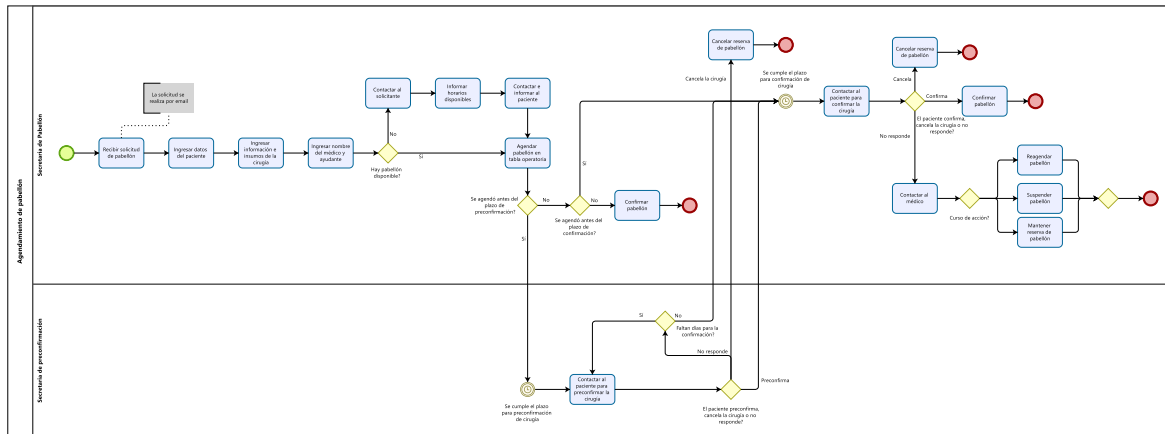 Agendamiento de pabellón
Secretaria de Pabellón
La solicitud se
realiza por email
Recibir solicitud
de pabellón
Ingresar datos
del paciente
Ingresar
información e
insumos de la
cirugía
Ingresar nombre
del médico y
ayudante
Hay pabellón
disponible?
No
Si
Contactar al
solicitante
Informar
horarios
disponibles
Contactar e
informar al
paciente
Agendar
pabellón en
tabla operatoria
Se agendó antes del
plazo de
preconfirmación?
No
Si
Se agendó antes del
plazo de
confirmación?
Si
No
Confirmar
pabellón
Cancelar reserva
de pabellón
Cancela la cirugía
Se cumple el plazo
para confirmación de
cirugía
Contactar al
paciente para
confirmar la
cirugía
Cancelar reserva
de pabellón
Cancela
Confirma
Confirmar
pabellón
El paciente confirma,
cancela la cirugía o no
responde?
No responde
Contactar al
médico
Curso de acción?
Reagendar
pabellón
Suspender
pabellón
Mantener
reserva de
pabellón
Secretaria de preconfirmación
Se cumple el plazo
para preconfirmación
de cirugía
Contactar al
paciente para
preconfirmar la
cirugía
Si
No
Faltan días para la
confirmación?
No responde
Preconfirma
El paciente preconfirma,
cancela la cirugía o no
responde?